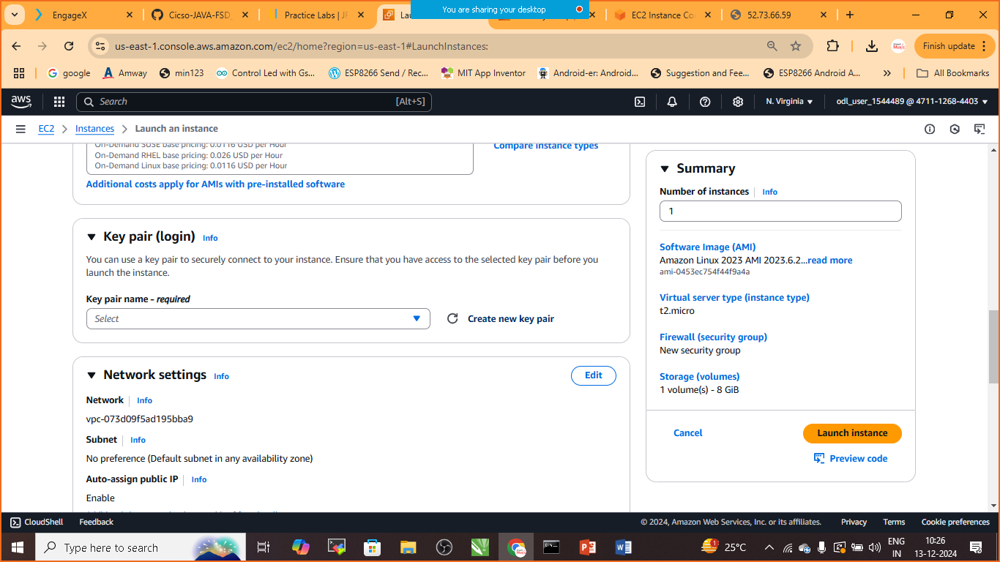 You are sharing your desktop
EngageX
Cicso-JAVA-FSD_
Practice Labs | JF
Lau
EC2 Instance Co
52.73.66.59
us-east-1.console.aws.amazon.com/ec2/home?region=us-east-1#LaunchInstances:
Finish update
google
Amway
min123
Control Led with Gs...
ESP8266 Send / Rec...
MIT App Inventor
Android-er: Android...
Suggestion and Fee...
ESP8266 Android A...
All Bookmarks
aws
Search
[Alt+S]
N. Virginia
odl_user_1544489 @ 4711-1268-4403
EC2
Instances
Launch an instance
On-Demand SUSE base pricing: 0.0116 USD per Hour
On-Demand RHEL base pricing: 0.026 USD per Hour
On-Demand Linux base pricing: 0.0116 USD per Hour
Compare instance types
Additional costs apply for AMIs with pre-installed software
Key pair (login) Info
You can use a key pair to securely connect to your instance. Ensure that you have access to the selected key pair before you
launch the instance.
Key pair name - required
Select
Create new key pair
Network settings Info
Edit
Network Info
vpc-073d09f5ad195bba9
Subnet Info
No preference (Default subnet in any availability zone)
Auto-assign public IP Info
Enable
Summary
Number of instances Info
1
Software Image (AMI)
Amazon Linux 2023 AMI 2023.6.2...read more
ami-0453ec754f44f9a4a
Virtual server type (instance type)
t2.micro
Firewall (security group)
New security group
Storage (volumes)
1 volume(s) - 8 GiB
Cancel
Launch instance
Preview code
CloudShell
Feedback
© 2024, Amazon Web Services, Inc. or its affiliates.
Privacy
Terms
Cookie preferences
Type here to search
25°C
ENG
IN
10:26
13-12-2024